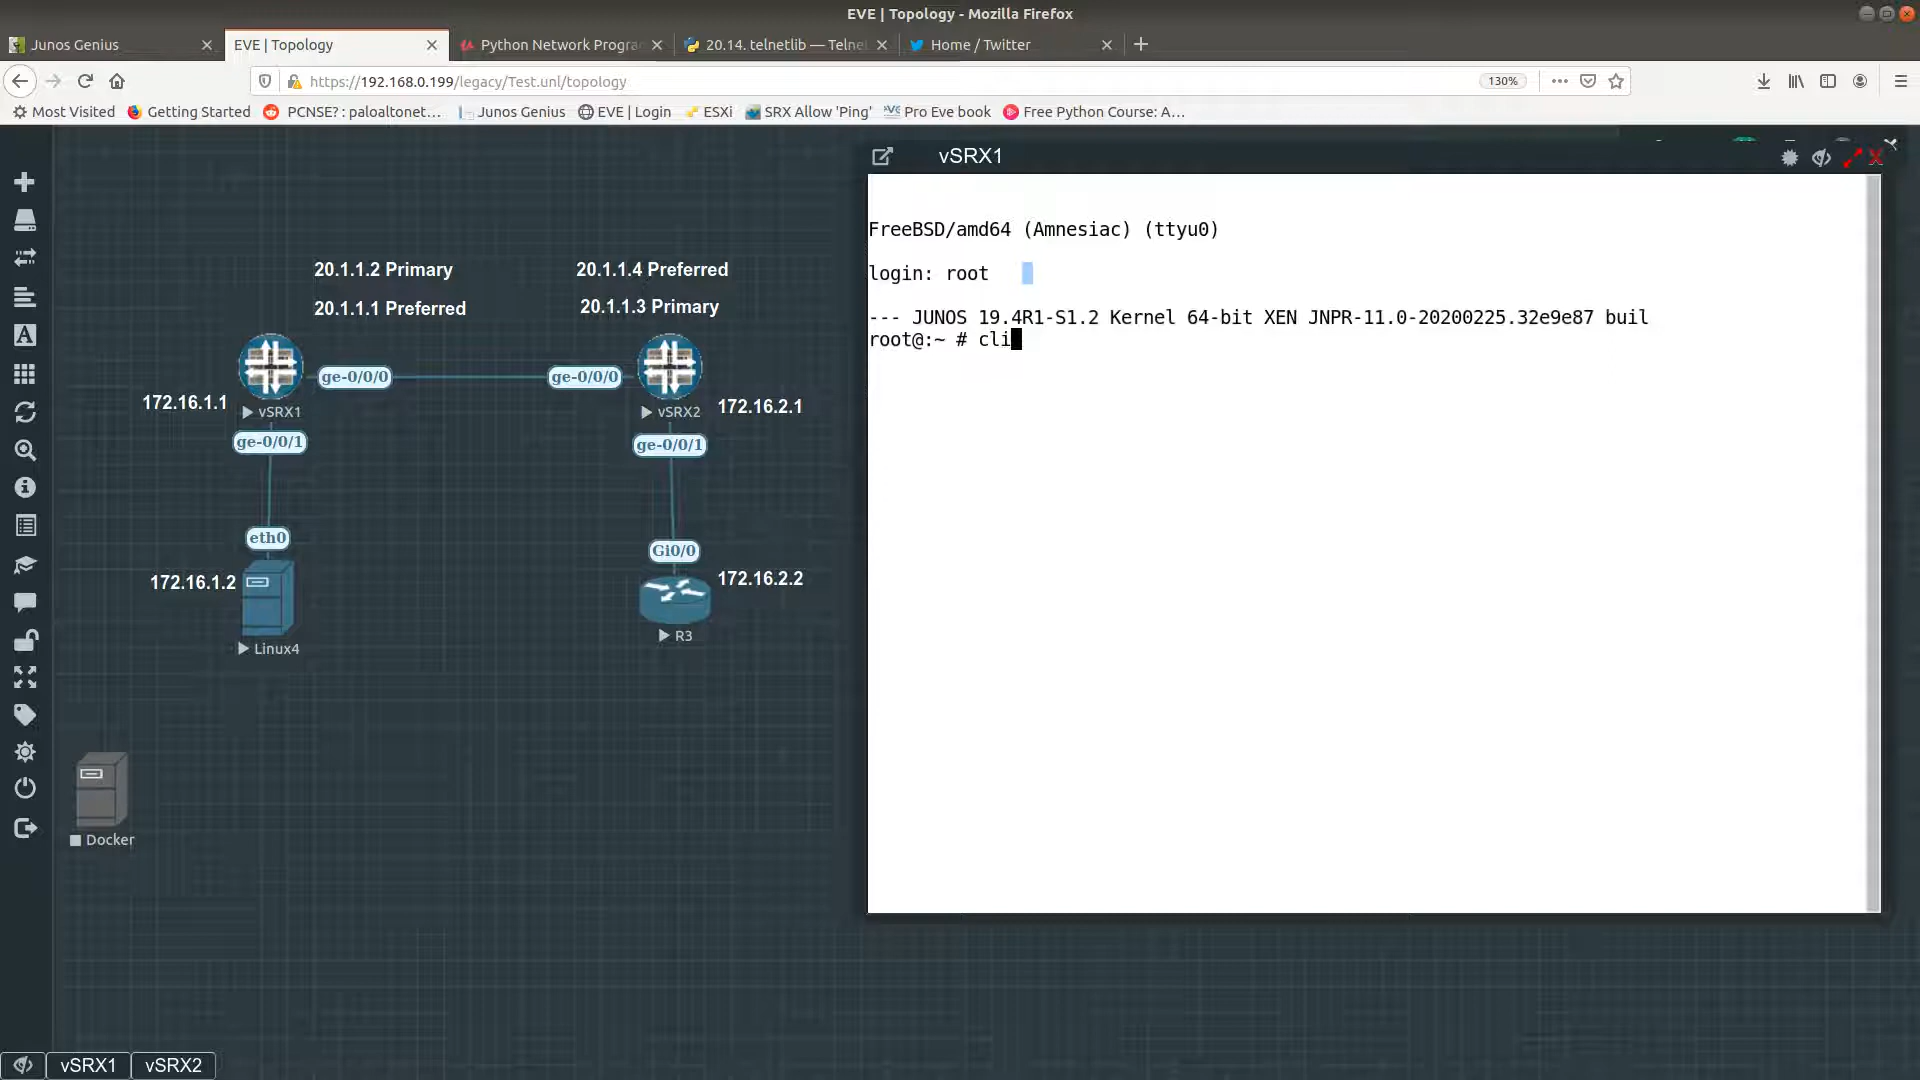 EVE | Topology - Mozilla Firefox
Junos Genius
EVE | Topology
Python Network Progra
20.14. telnetlib — Telne
Home / Twitter
https://192.168.0.199/legacy/Test.unl/topology
130%
Most Visited
Getting Started
PCNSE? : paloaltonet...
Junos Genius
EVE | Login
ESXi
SRX Allow 'Ping'
Pro Eve book
Free Python Course: A...
vSRX1
FreeBSD/amd64 (Amnesiac) (ttyu0)
login: root
--- JUNOS 19.4R1-S1.2 Kernel 64-bit XEN JNPR-11.0-20200225.32e9e87 buil
root@:~ # cli
20.1.1.2 Primary
20.1.1.1 Preferred
20.1.1.4 Preferred
20.1.1.3 Primary
ge-0/0/0
ge-0/0/0
172.16.1.1
vSRX1
vSRX2
172.16.2.1
ge-0/0/1
ge-0/0/1
eth0
Gi0/0
172.16.1.2
172.16.2.2
Linux4
R3
Docker
vSRX1
vSRX2